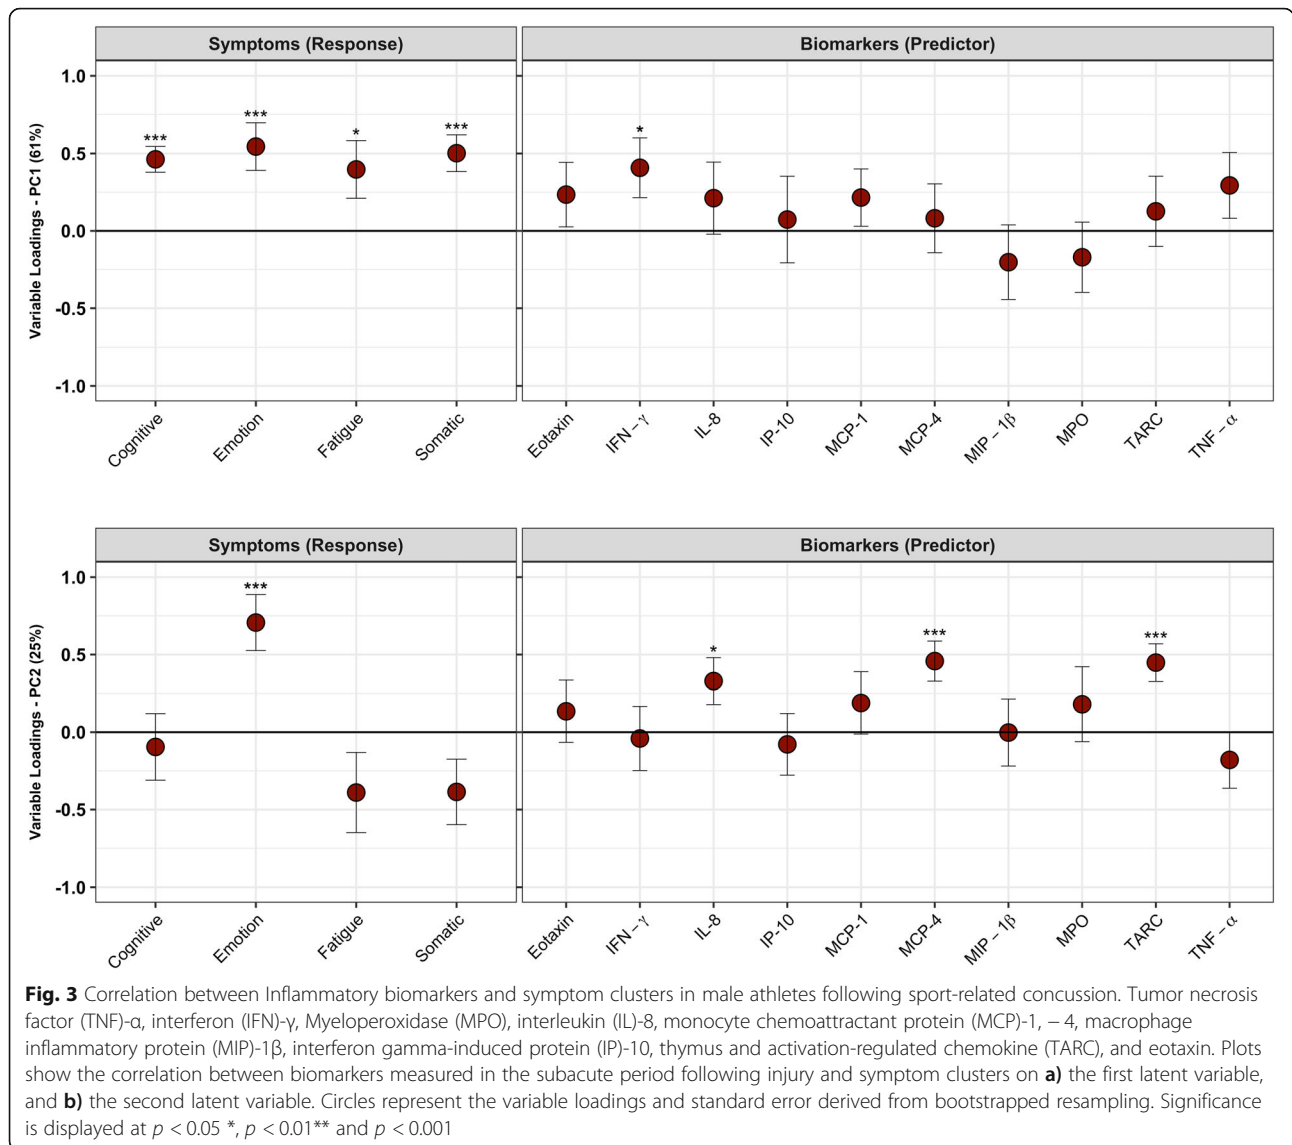 Symptoms (Response)
Biomarkers (Predictor)
Variable Loadings - PC1 (61%)
1.0
0.5
0.0
-0.5
-1.0
***
***
*
***
*
Cognitive
Emotion
Fatigue
Somatic
Eotaxin
IFN − γ
IL-8
IP-10
MCP-1
MCP-4
MIP − 1β
MPO
TARC
TNF − α
Symptoms (Response)
Biomarkers (Predictor)
Variable Loadings - PC2 (25%)
1.0
0.5
0.0
-0.5
-1.0
***
*
***
***
Cognitive
Emotion
Fatigue
Somatic
Eotaxin
IFN − γ
IL-8
IP-10
MCP-1
MCP-4
MIP − 1β
MPO
TARC
TNF − α
Fig. 3 Correlation between Inflammatory biomarkers and symptom clusters in male athletes following sport-related concussion. Tumor necrosis
factor (TNF)-α, interferon (IFN)-γ, Myeloperoxidase (MPO), interleukin (IL)-8, monocyte chemoattractant protein (MCP)-1, − 4, macrophage
inflammatory protein (MIP)-1β, interferon gamma-induced protein (IP)-10, thymus and activation-regulated chemokine (TARC), and eotaxin. Plots
show the correlation between biomarkers measured in the subacute period following injury and symptom clusters on a) the first latent variable,
and b) the second latent variable. Circles represent the variable loadings and standard error derived from bootstrapped resampling. Significance
is displayed at p < 0.05 *, p < 0.01** and p < 0.001